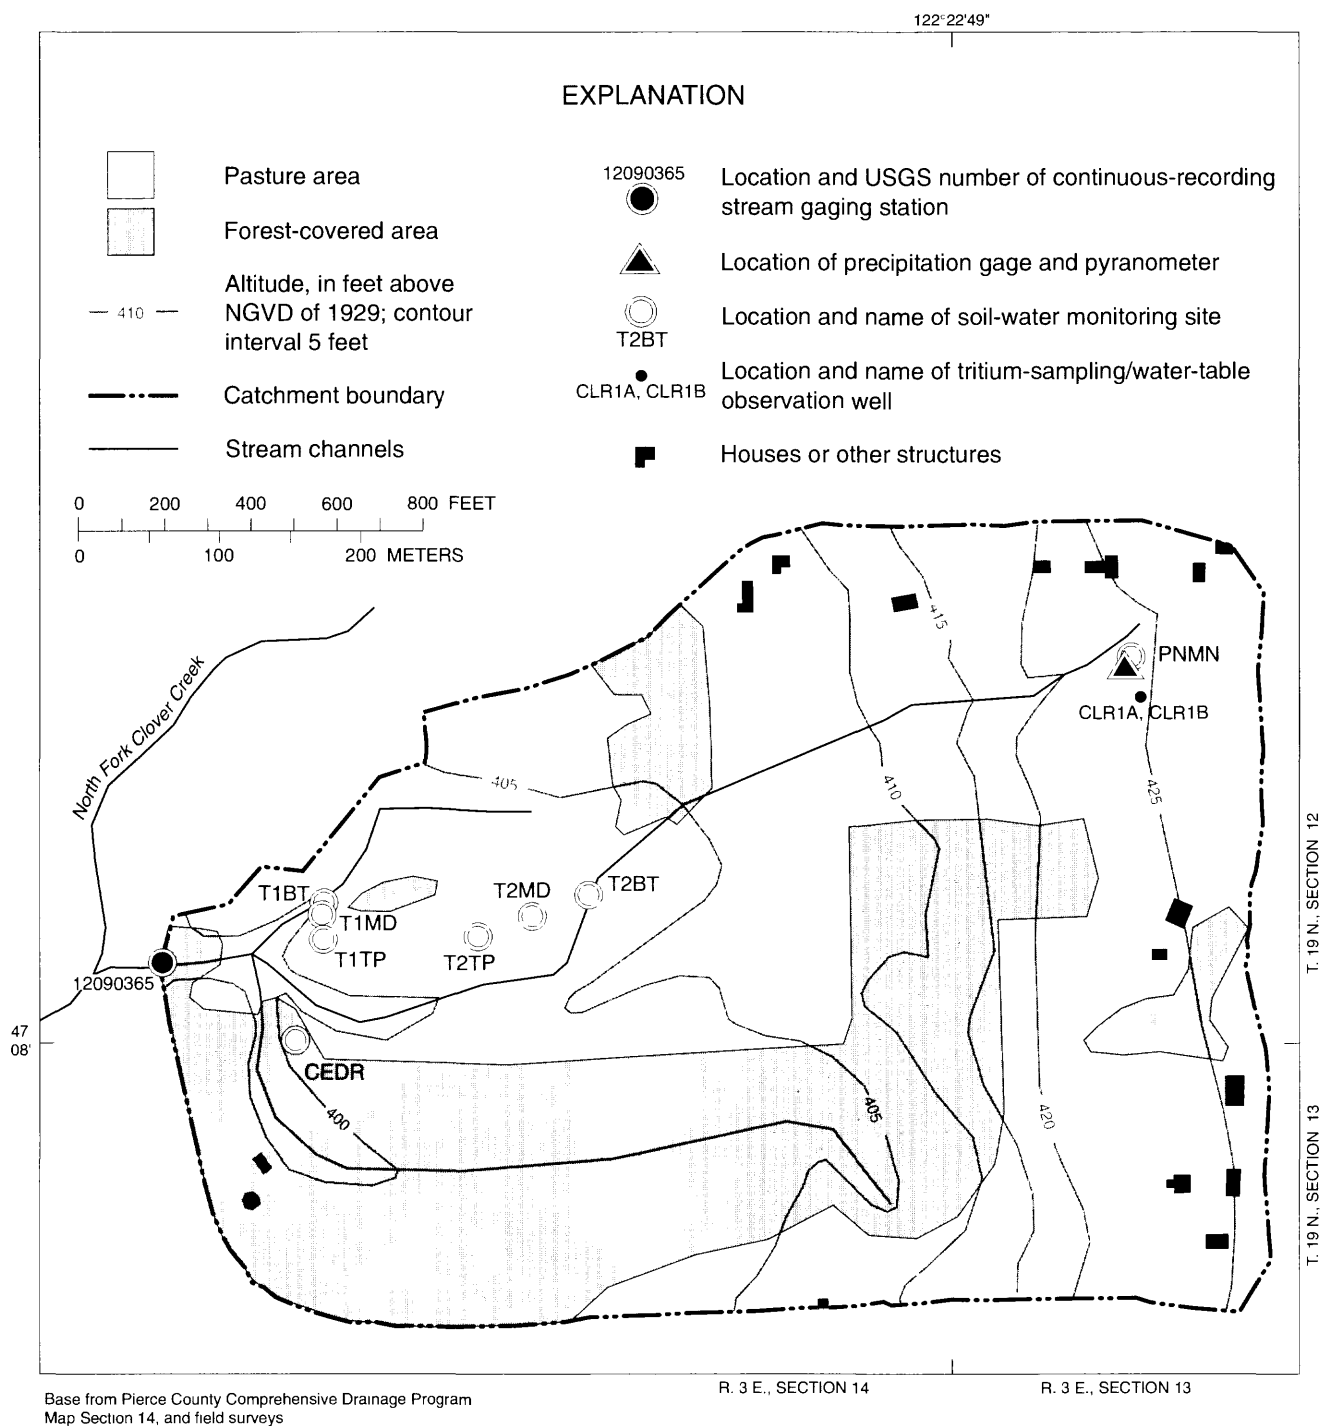 122°22'49"
EXPLANATION
Pasture area
Forest-covered area
Altitude, in feet above
NGVD of 1929; contour
interval 5 feet
410
Catchment boundary
Stream channels
12090365
Location and USGS number of continuous-recording
stream gaging station
Location of precipitation gage and pyranometer
Location and name of soil-water monitoring site
T2BT
Location and name of tritium-sampling/water-table
observation well
CLR1A, CLR1B
Houses or other structures
0 200 400 600 800 FEET
0 100 200 METERS
North Fork Clover Creek
415
PNMN
CLR1A, CLR1B
405
410
425
T1BT
T1MD
T1TP
T2MD
T2BT
T2TP
12090365
47
08'
CEDR
400
405
420
T. 19 N., SECTION 12
T. 19 N., SECTION 13
R. 3 E., SECTION 14
R. 3 E., SECTION 13
Base from Pierce County Comprehensive Drainage Program
Map Section 14, and field surveys